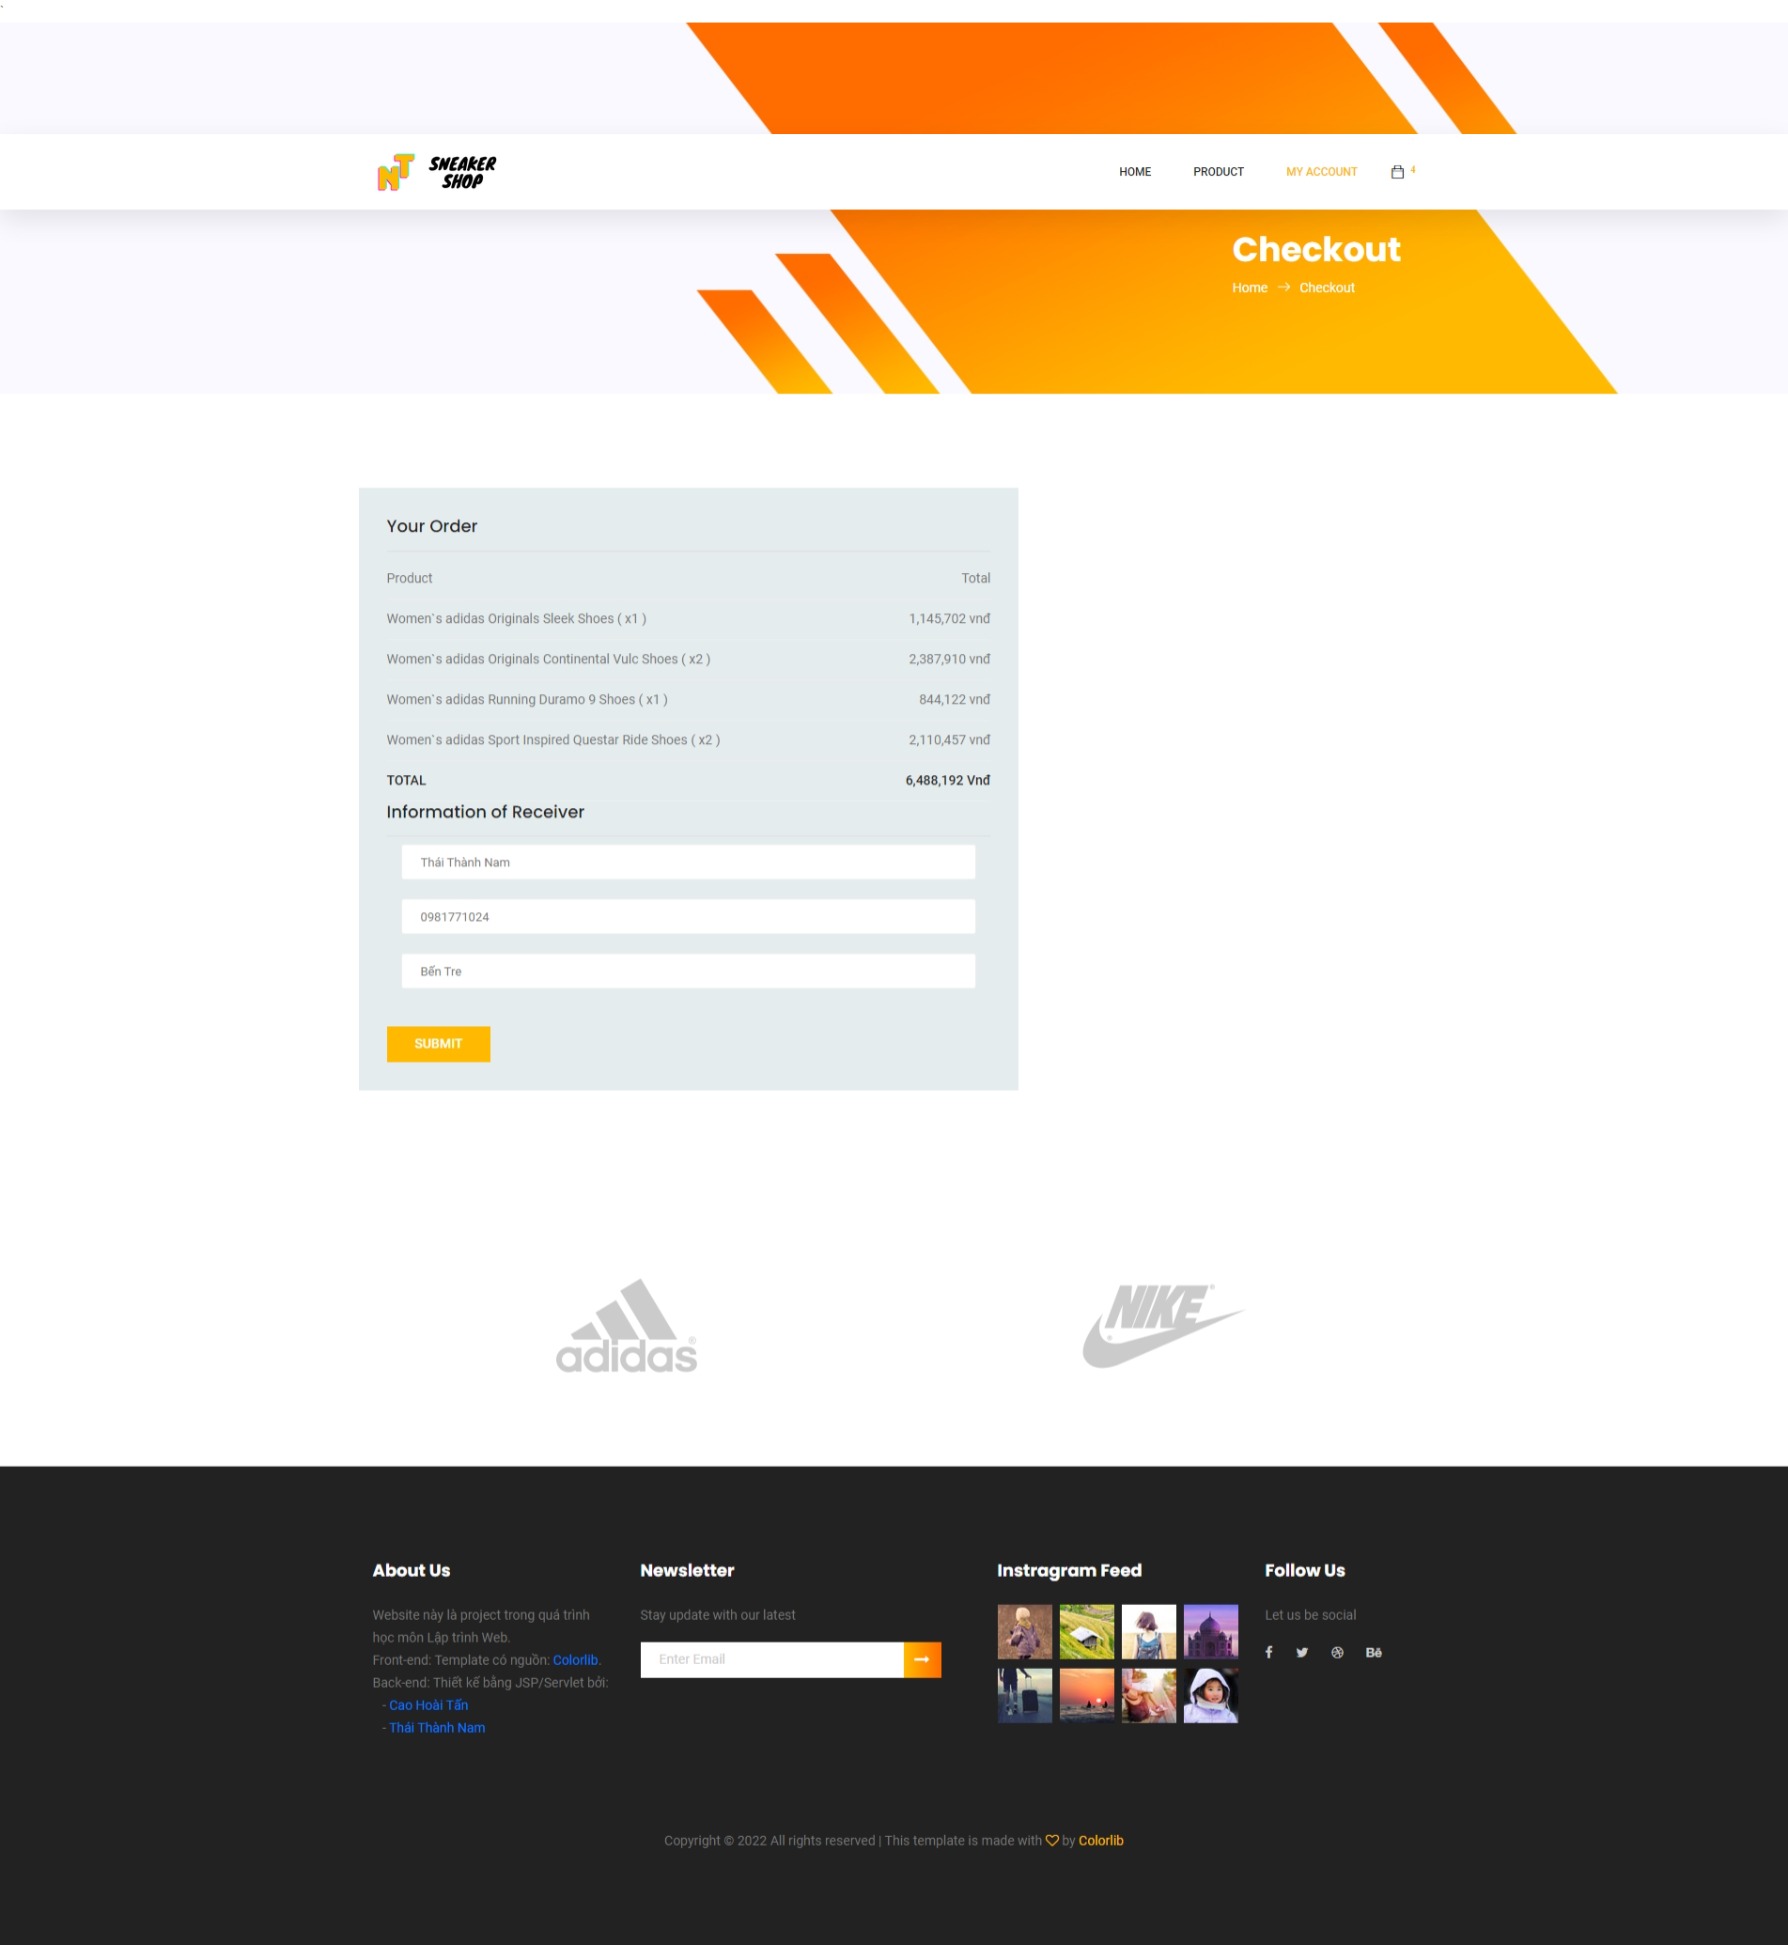 `
NT SNEAKER
SHOP
HOME PRODUCT MY ACCOUNT 4
Checkout
Home → Checkout
Your Order
Product Total
Women`s adidas Originals Sleek Shoes ( x1 ) 1,145,702 vnđ
Women`s adidas Originals Continental Vulc Shoes ( x2 ) 2,387,910 vnđ
Women`s adidas Running Duramo 9 Shoes ( x1 ) 844,122 vnđ
Women`s adidas Sport Inspired Questar Ride Shoes ( x2 ) 2,110,457 vnđ
TOTAL 6,488,192 Vnđ
Information of Receiver
Thái Thành Nam
0981771024
Bến Tre
SUBMIT
adidas®
NIKE®
About Us
Website này là project trong quá trình
học môn Lập trình Web.
Front-end: Template có nguồn: Colorlib.
Back-end: Thiết kế bằng JSP/Servlet bởi:
- Cao Hoài Tấn
- Thái Thành Nam
Newsletter
Stay update with our latest
Enter Email
Instragram Feed
Follow Us
Let us be social
Bē
Copyright © 2022 All rights reserved | This template is made with ♡ by Colorlib